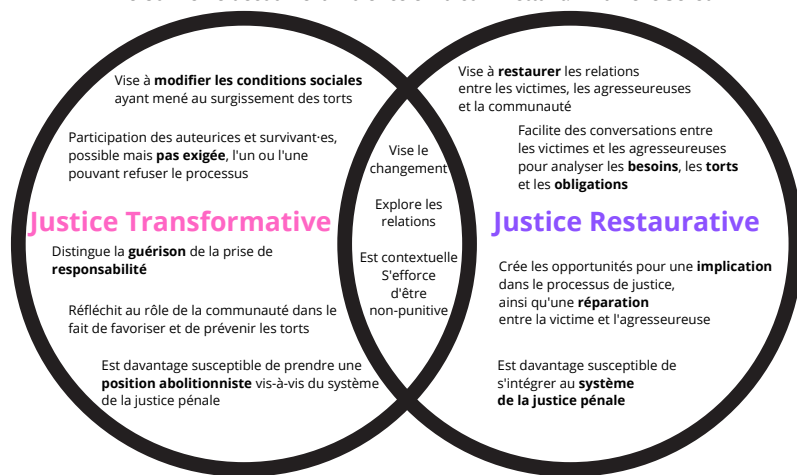 Vise à modifier les conditions sociales
ayant mené au surgissement des torts
Participation des auteurices et survivant·es,
possible mais pas exigée, l'un ou l'une
pouvant refuser le processus
Justice Transformative
Distingue la guérison de la prise de
responsabilité
Réfléchit au rôle de la communauté dans le
fait de favoriser et de prévenir les torts
Est davantage susceptible de prendre une
position abolitionniste vis-à-vis du système
de la justice pénale
Vise le
changement
Explore les
relations
Est contextuelle
S'efforce
d'être
non-punitive
Vise à restaurer les relations
entre les victimes, les agresseureuses
et la communauté
Facilite des conversations entre
les victimes et les agresseureuses
pour analyser les besoins, les torts
et les obligations
Justice Restaurative
Crée les opportunités pour une implication
dans le processus de justice,
ainsi qu'une réparation
entre la victime et l'agresseureuse
Est davantage susceptible de
s'intégrer au système
de la justice pénale